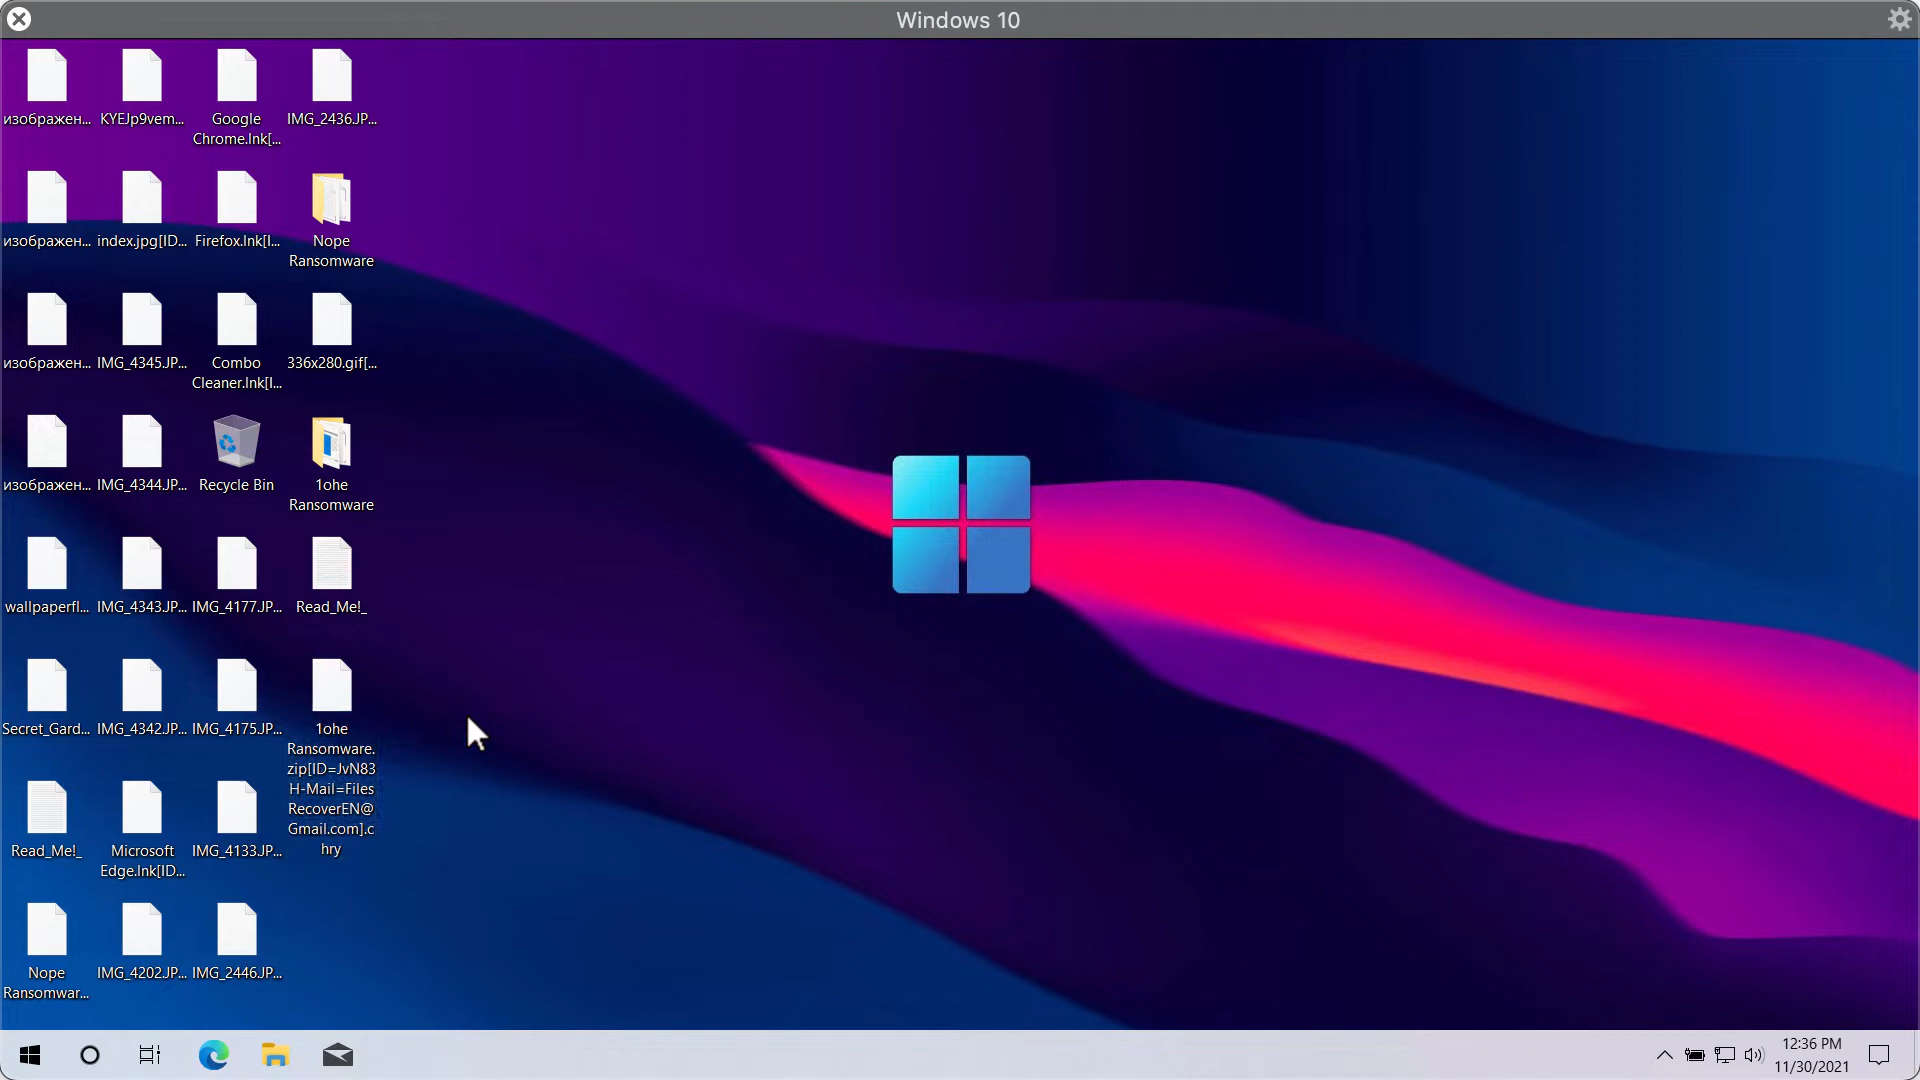 Windows 10
изображен...
KYEJp9vem...
Google
Chrome.lnk[...
IMG_2436.JP...
изображен...
index.jpg[ID...
Firefox.lnk[I...
Nope
Ransomware
изображен...
IMG_4345.JP...
Combo
Cleaner.lnk[I...
336x280.gif[...
изображен...
IMG_4344.JP...
Recycle Bin
1ohe
Ransomware
wallpaperfl...
IMG_4343.JP...
IMG_4177.JP...
Read_Me!_
Secret_Gard...
IMG_4342.JP...
IMG_4175.JP...
1ohe
Ransomware.
zip[ID=JvN83
H-Mail=Files
RecoverEN@
Gmail.com].c
hry
Read_Me!_
Microsoft
Edge.lnk[ID...
IMG_4133.JP...
Nope
Ransomwar...
IMG_4202.JP...
IMG_2446.JP...
12:36 PM
11/30/2021